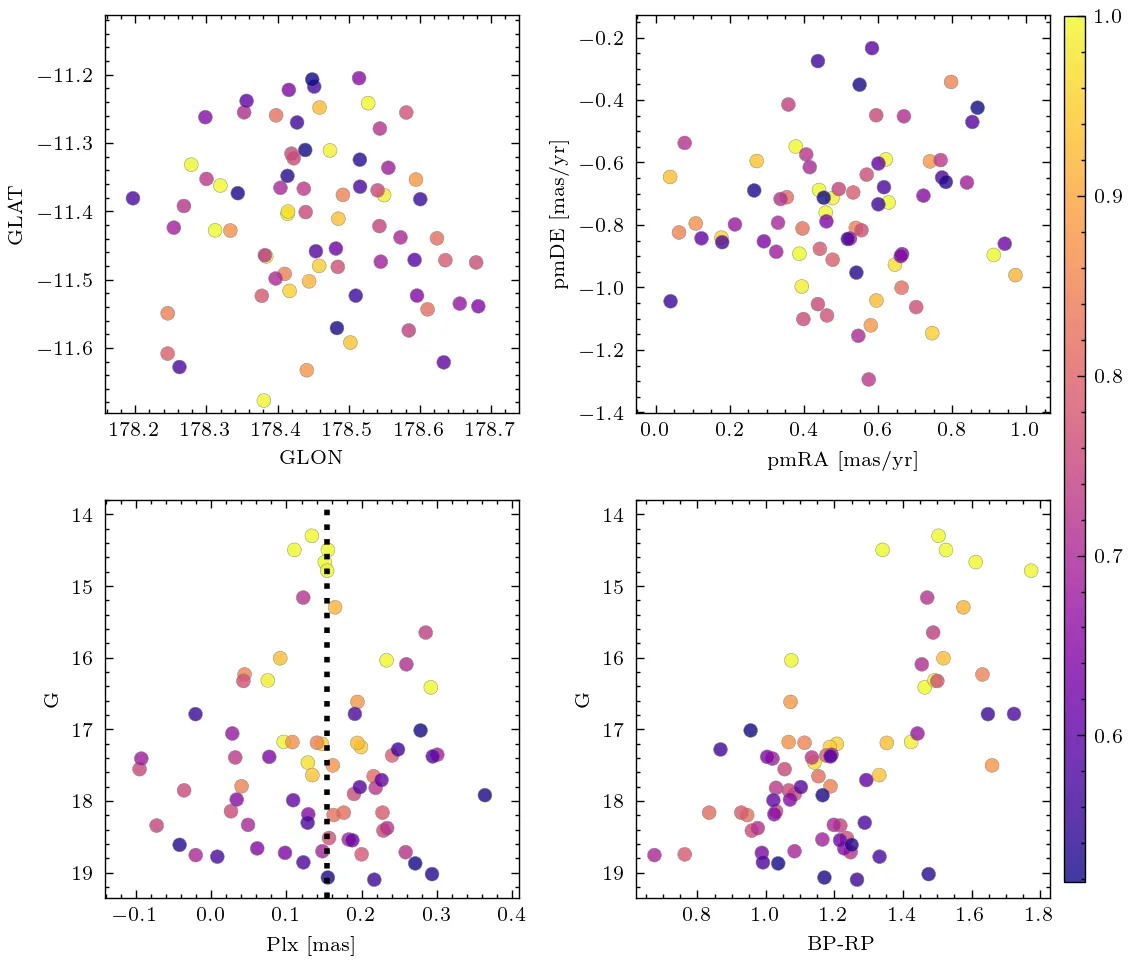 −11.2
−11.3
−11.4
−11.5
−11.6
GLAT
178.2 178.3 178.4 178.5 178.6 178.7
GLON
−0.2
−0.4
−0.6
−0.8
−1.0
−1.2
−1.4
pmDE [mas/yr]
0.0 0.2 0.4 0.6 0.8 1.0
pmRA [mas/yr]
1.0
0.9
0.8
0.7
0.6
14
15
16
17
18
19
G
−0.1 0.0 0.1 0.2 0.3 0.4
Plx [mas]
14
15
16
17
18
19
G
0.8 1.0 1.2 1.4 1.6 1.8
BP-RP